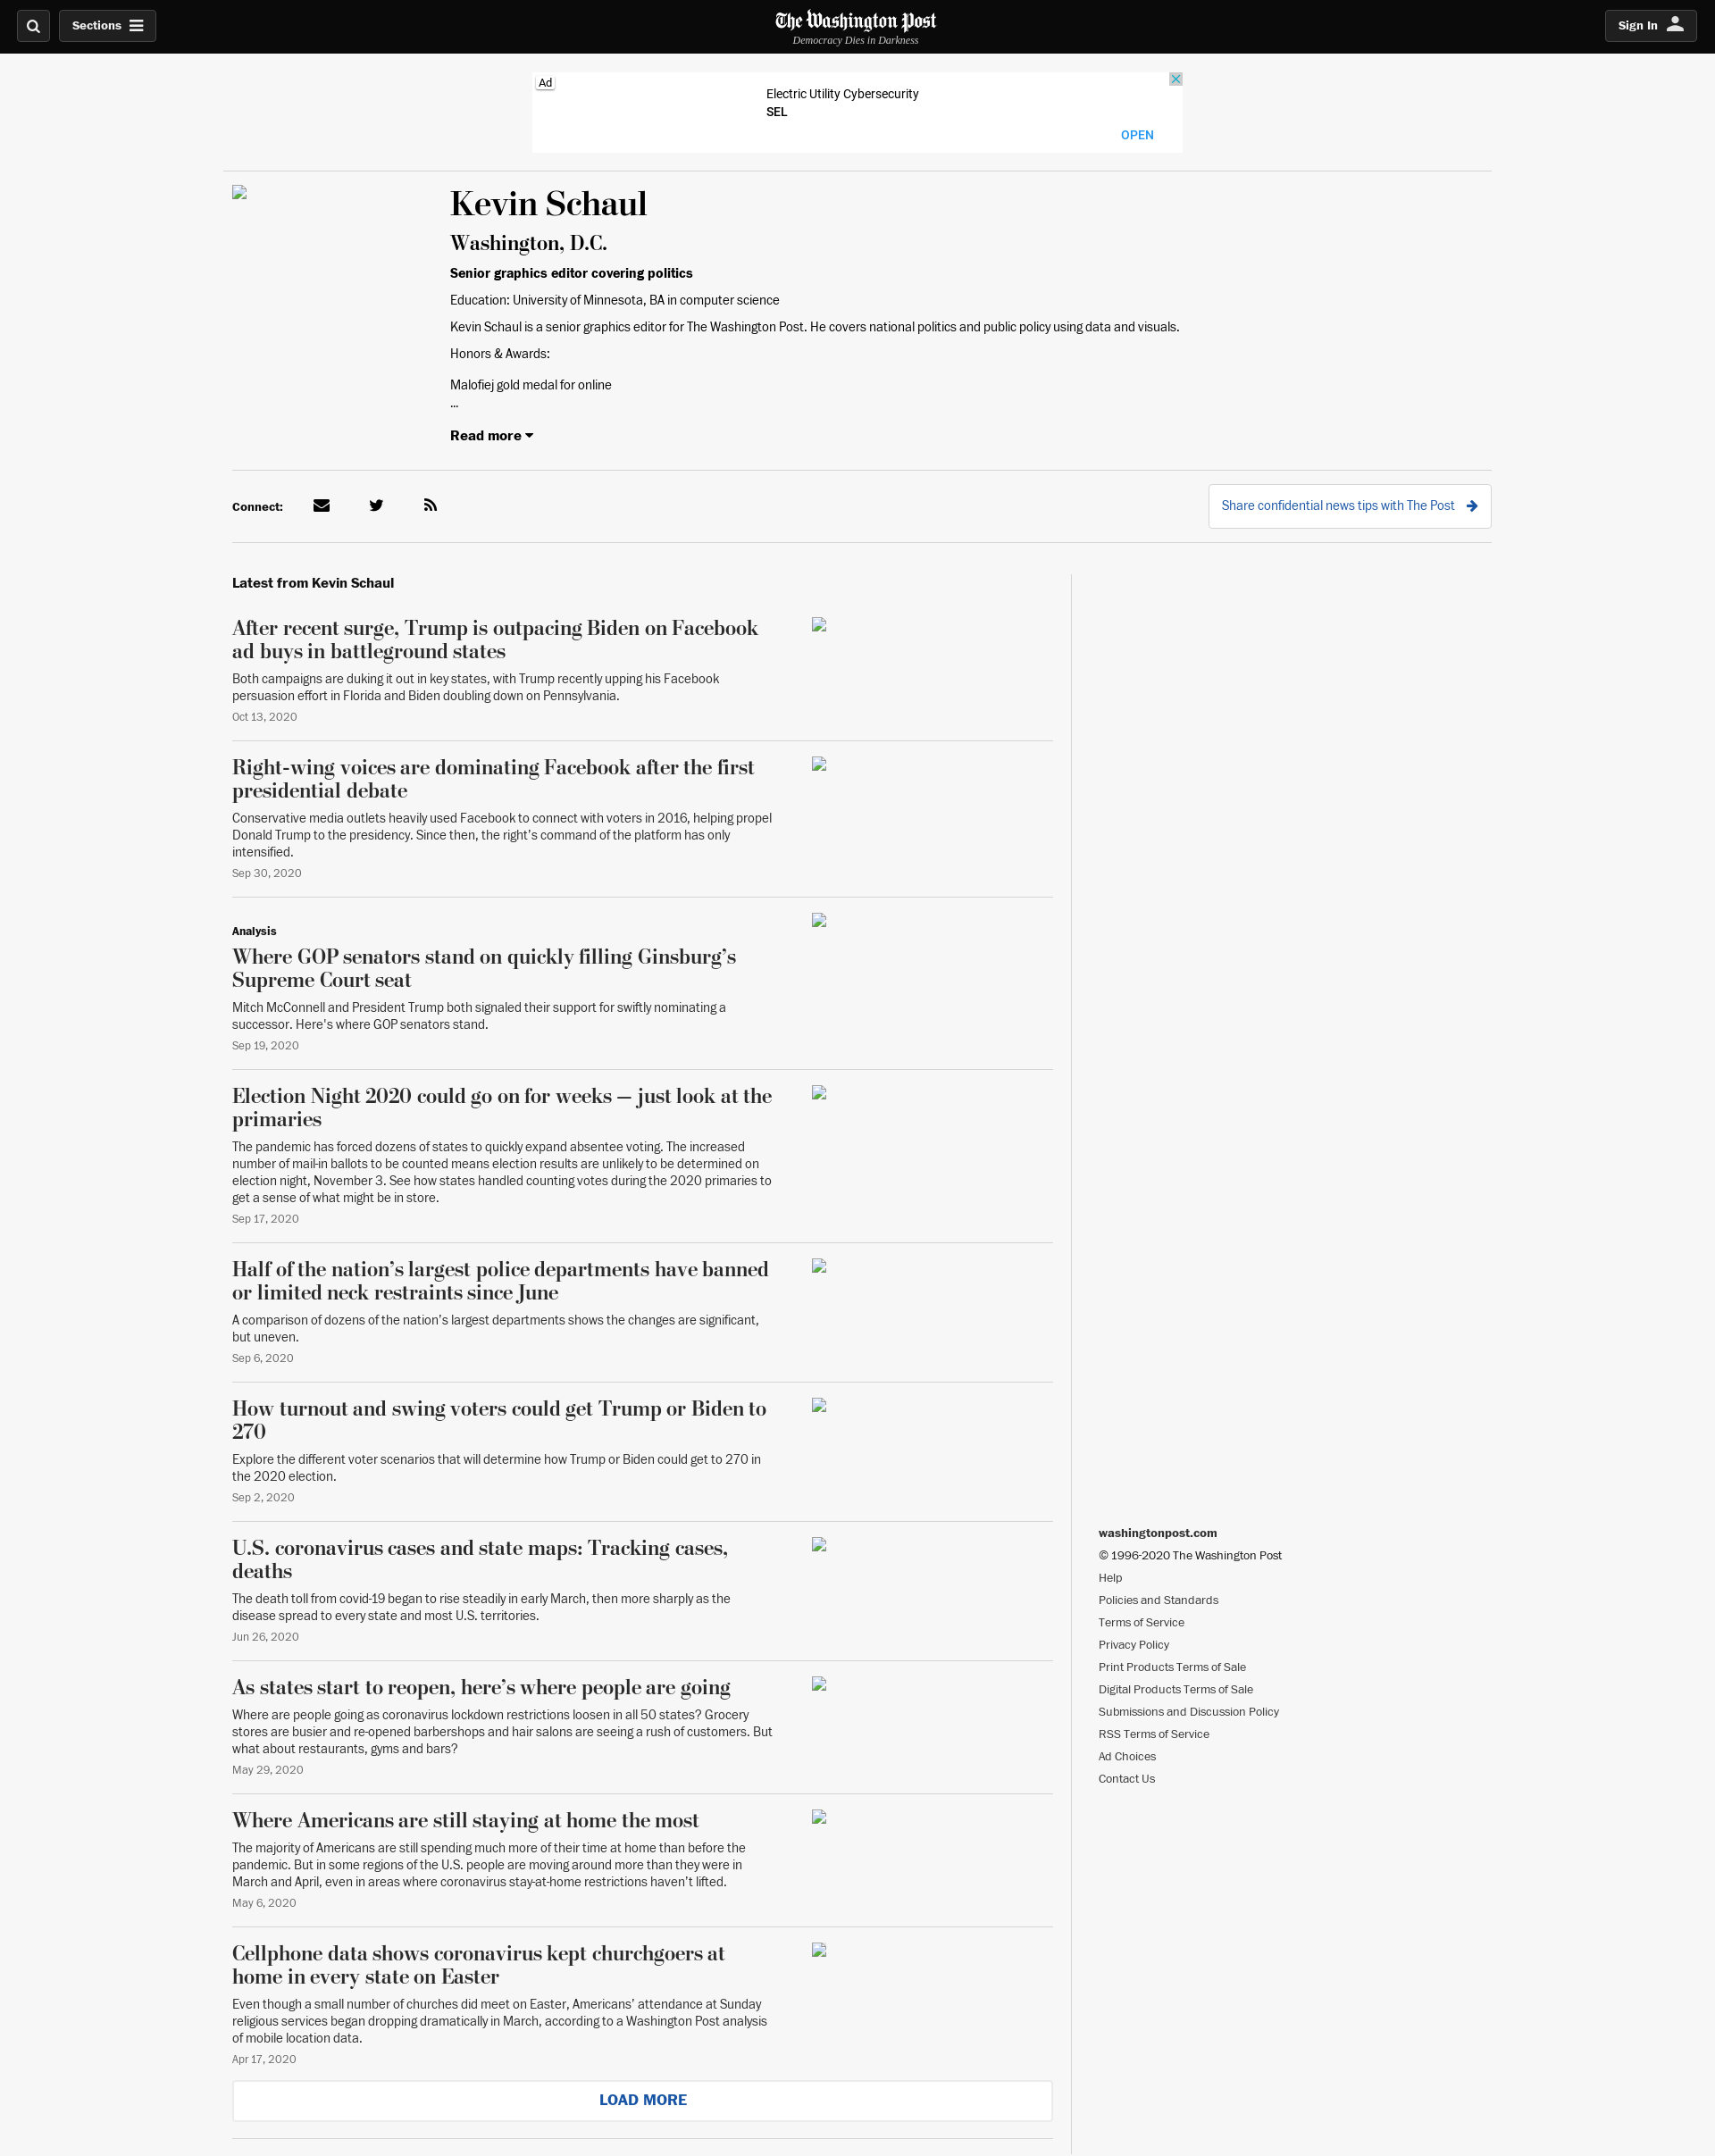 Sections
The Washington Post
Democracy Dies in Darkness
Sign In
Ad
Electric Utility Cybersecurity
SEL
OPEN
Kevin Schaul
Washington, D.C.
Senior graphics editor covering politics
Education: University of Minnesota, BA in computer science
Kevin Schaul is a senior graphics editor for The Washington Post. He covers national politics and public policy using data and visuals.
Honors & Awards:
Malofiej gold medal for online
...
Read more
Connect:
Share confidential news tips with The Post
Latest from Kevin Schaul
After recent surge, Trump is outpacing Biden on Facebook
ad buys in battleground states
Both campaigns are duking it out in key states, with Trump recently upping his Facebook
persuasion effort in Florida and Biden doubling down on Pennsylvania.
Oct 13, 2020
Right-wing voices are dominating Facebook after the first
presidential debate
Conservative media outlets heavily used Facebook to connect with voters in 2016, helping propel
Donald Trump to the presidency. Since then, the right’s command of the platform has only
intensified.
Sep 30, 2020
Analysis
Where GOP senators stand on quickly filling Ginsburg’s
Supreme Court seat
Mitch McConnell and President Trump both signaled their support for swiftly nominating a
successor. Here's where GOP senators stand.
Sep 19, 2020
Election Night 2020 could go on for weeks — just look at the
primaries
The pandemic has forced dozens of states to quickly expand absentee voting. The increased
number of mail-in ballots to be counted means election results are unlikely to be determined on
election night, November 3. See how states handled counting votes during the 2020 primaries to
get a sense of what might be in store.
Sep 17, 2020
Half of the nation’s largest police departments have banned
or limited neck restraints since June
A comparison of dozens of the nation’s largest departments shows the changes are significant,
but uneven.
Sep 6, 2020
How turnout and swing voters could get Trump or Biden to
270
Explore the different voter scenarios that will determine how Trump or Biden could get to 270 in
the 2020 election.
Sep 2, 2020
U.S. coronavirus cases and state maps: Tracking cases,
deaths
The death toll from covid-19 began to rise steadily in early March, then more sharply as the
disease spread to every state and most U.S. territories.
Jun 26, 2020
As states start to reopen, here’s where people are going
Where are people going as coronavirus lockdown restrictions loosen in all 50 states? Grocery
stores are busier and re-opened barbershops and hair salons are seeing a rush of customers. But
what about restaurants, gyms and bars?
May 29, 2020
Where Americans are still staying at home the most
The majority of Americans are still spending much more of their time at home than before the
pandemic. But in some regions of the U.S. people are moving around more than they were in
March and April, even in areas where coronavirus stay-at-home restrictions haven’t lifted.
May 6, 2020
Cellphone data shows coronavirus kept churchgoers at
home in every state on Easter
Even though a small number of churches did meet on Easter, Americans’ attendance at Sunday
religious services began dropping dramatically in March, according to a Washington Post analysis
of mobile location data.
Apr 17, 2020
LOAD MORE
washingtonpost.com
© 1996-2020 The Washington Post
Help
Policies and Standards
Terms of Service
Privacy Policy
Print Products Terms of Sale
Digital Products Terms of Sale
Submissions and Discussion Policy
RSS Terms of Service
Ad Choices
Contact Us